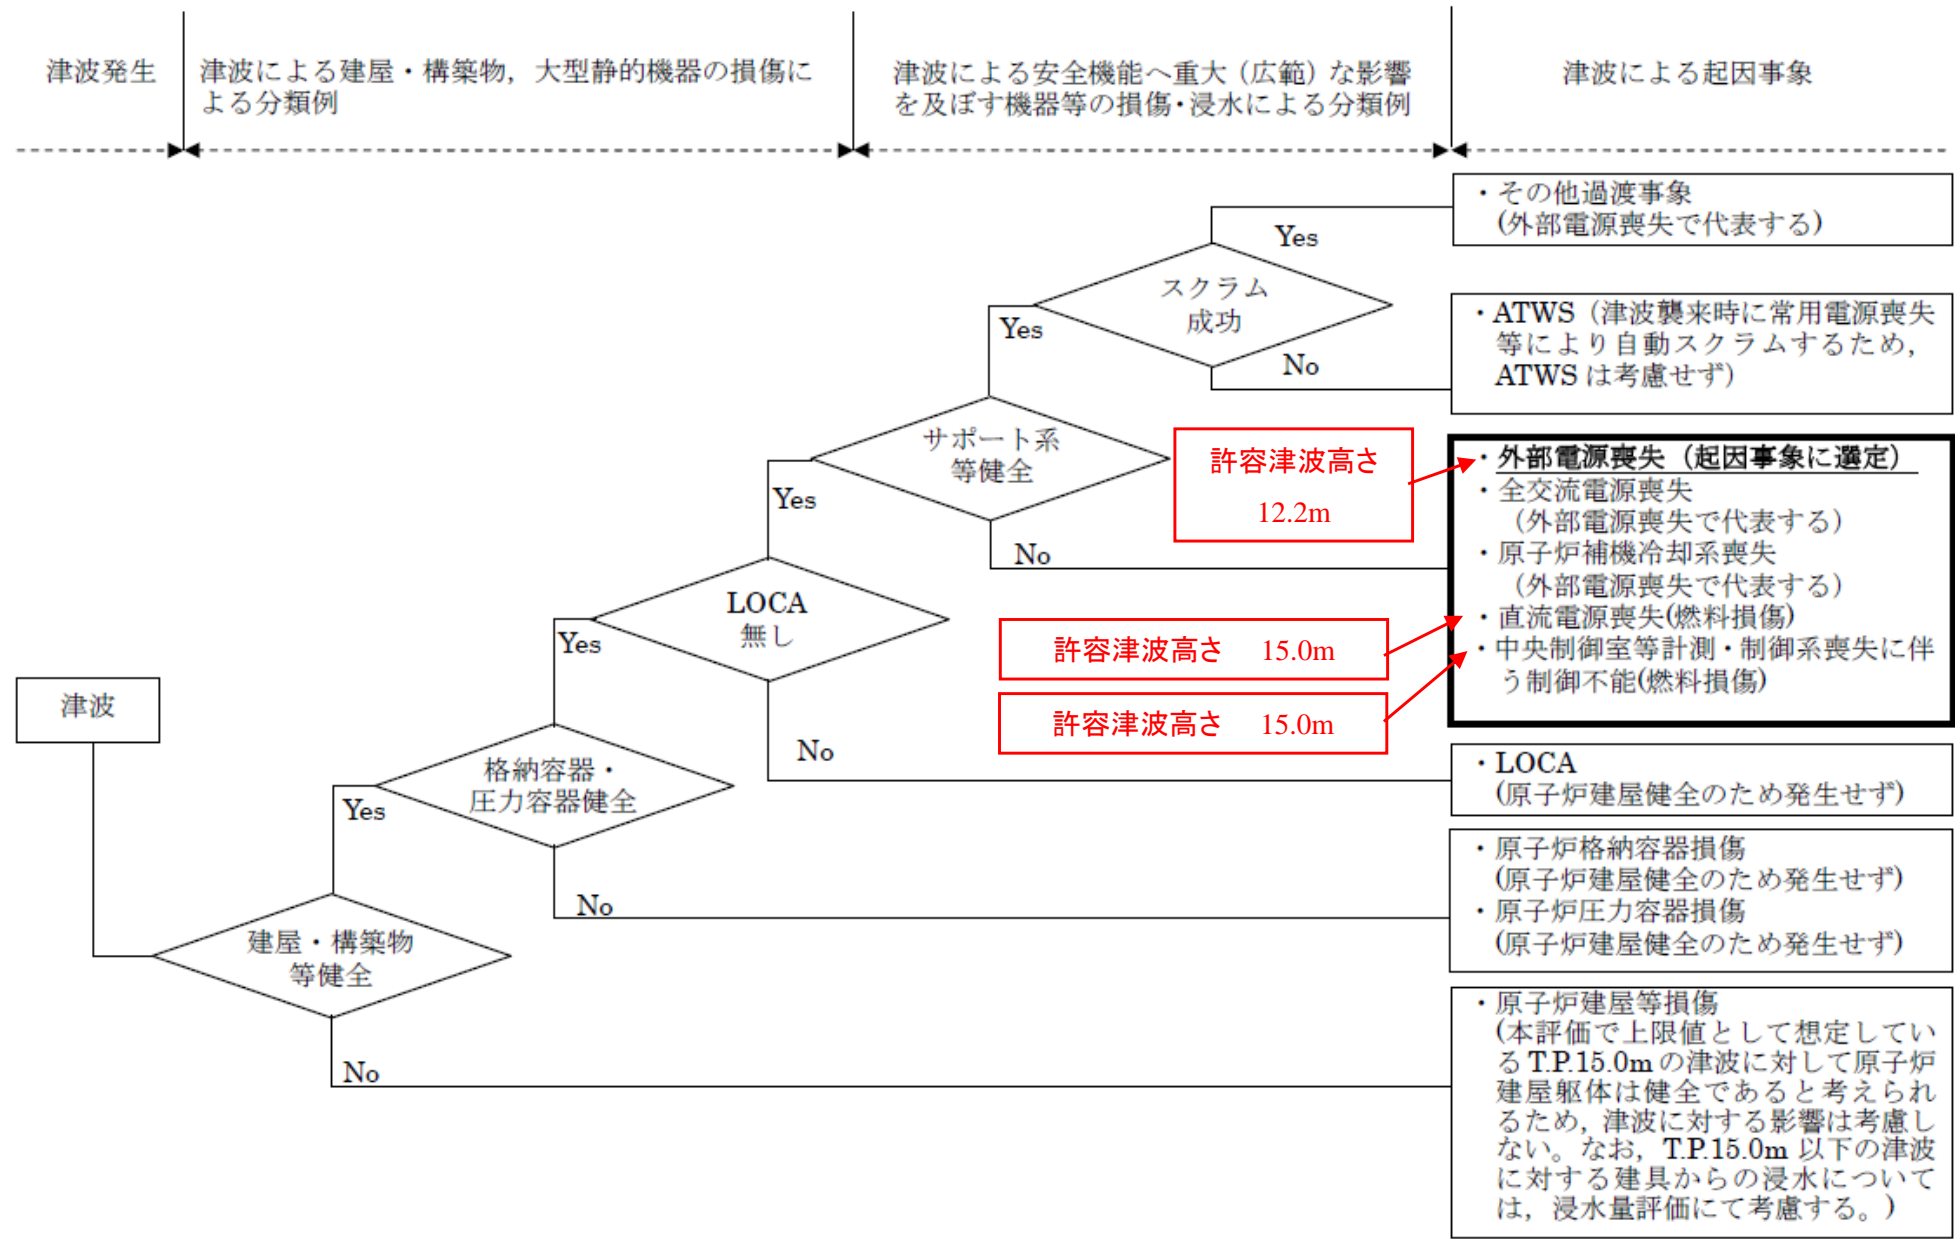 津波発生
津波による建屋・構築物，大型静的機器の損傷に
よる分類例
津波による安全機能へ重大（広範）な影響
を及ぼす機器等の損傷・浸水による分類例
津波による起因事象
・その他過渡事象
(外部電源喪失で代表する)
Yes
スクラム
成功
No
・ATWS（津波襲来時に常用電源喪失
等により自動スクラムするため，
ATWS は考慮せず）
Yes
サポート系
等健全
No
許容津波高さ
12.2m
・外部電源喪失（起因事象に選定）
・全交流電源喪失
（外部電源喪失で代表する）
・原子炉補機冷却系喪失
（外部電源喪失で代表する）
・直流電源喪失(燃料損傷)
・中央制御室等計測・制御系喪失に伴
う制御不能(燃料損傷)
許容津波高さ 15.0m
許容津波高さ 15.0m
Yes
LOCA
無し
No
・LOCA
(原子炉建屋健全のため発生せず)
Yes
格納容器・
圧力容器健全
No
・原子炉格納容器損傷
(原子炉建屋健全のため発生せず)
・原子炉圧力容器損傷
(原子炉建屋健全のため発生せず)
津波
Yes
建屋・構築物
等健全
No
・原子炉建屋等損傷
(本評価で上限値として想定してい
る T.P.15.0m の津波に対して原子炉
建屋躯体は健全であると考えられ
るため，津波に対する影響は考慮し
ない。なお，T.P.15.0m 以下の津波
に対する建具からの浸水について
は，浸水量評価にて考慮する。)